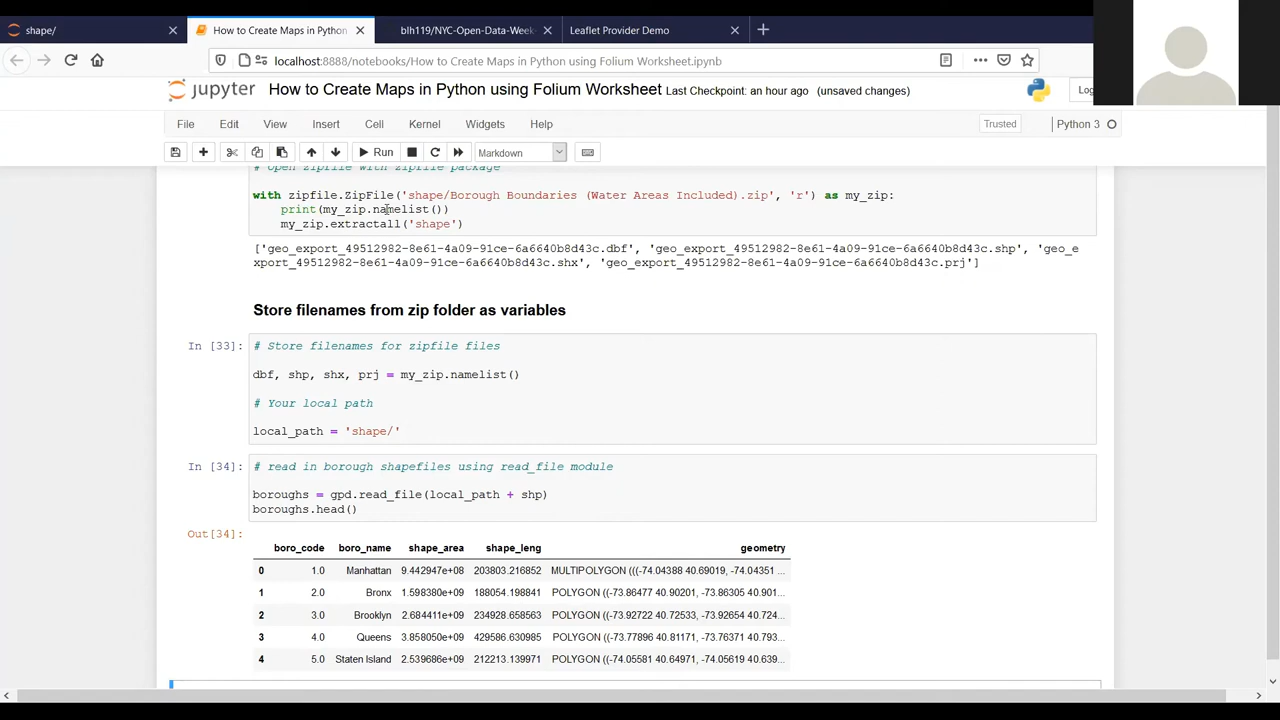 shape/
How to Create Maps in Python
blh119/NYC-Open-Data-Week-
Leaflet Provider Demo
localhost:8888/notebooks/How to Create Maps in Python using Folium Worksheet.ipynb
jupyter How to Create Maps in Python using Folium Worksheet Last Checkpoint: an hour ago (unsaved changes)
Log
File Edit View Insert Cell Kernel Widgets Help
Trusted
Python 3
Run
Markdown
# Open zipfile with zipfile package
with zipfile.ZipFile('shape/Borough Boundaries (Water Areas Included).zip', 'r') as my_zip:
print(my_zip.namelist())
my_zip.extractall('shape')
['geo_export_49512982-8e61-4a09-91ce-6a6640b8d43c.dbf', 'geo_export_49512982-8e61-4a09-91ce-6a6640b8d43c.shp', 'geo_e
xport_49512982-8e61-4a09-91ce-6a6640b8d43c.shx', 'geo_export_49512982-8e61-4a09-91ce-6a6640b8d43c.prj']
Store filenames from zip folder as variables
In [33]: # Store filenames for zipfile files
dbf, shp, shx, prj = my_zip.namelist()
# Your local path
local_path = 'shape/'
In [34]: # read in borough shapefiles using read_file module
boroughs = gpd.read_file(local_path + shp)
boroughs.head()
Out[34]:
boro_code boro_name shape_area shape_leng geometry
0 1.0 Manhattan 9.442947e+08 203803.216852 MULTIPOLYGON (((-74.04388 40.69019, -74.04351 ...
1 2.0 Bronx 1.598380e+09 188054.198841 POLYGON ((-73.86477 40.90201, -73.86305 40.901...
2 3.0 Brooklyn 2.684411e+09 234928.658563 POLYGON ((-73.92722 40.72533, -73.92654 40.724...
3 4.0 Queens 3.858050e+09 429586.630985 POLYGON ((-73.77896 40.81171, -73.76371 40.793...
4 5.0 Staten Island 2.539686e+09 212213.139971 POLYGON ((-74.05581 40.64971, -74.05619 40.639...